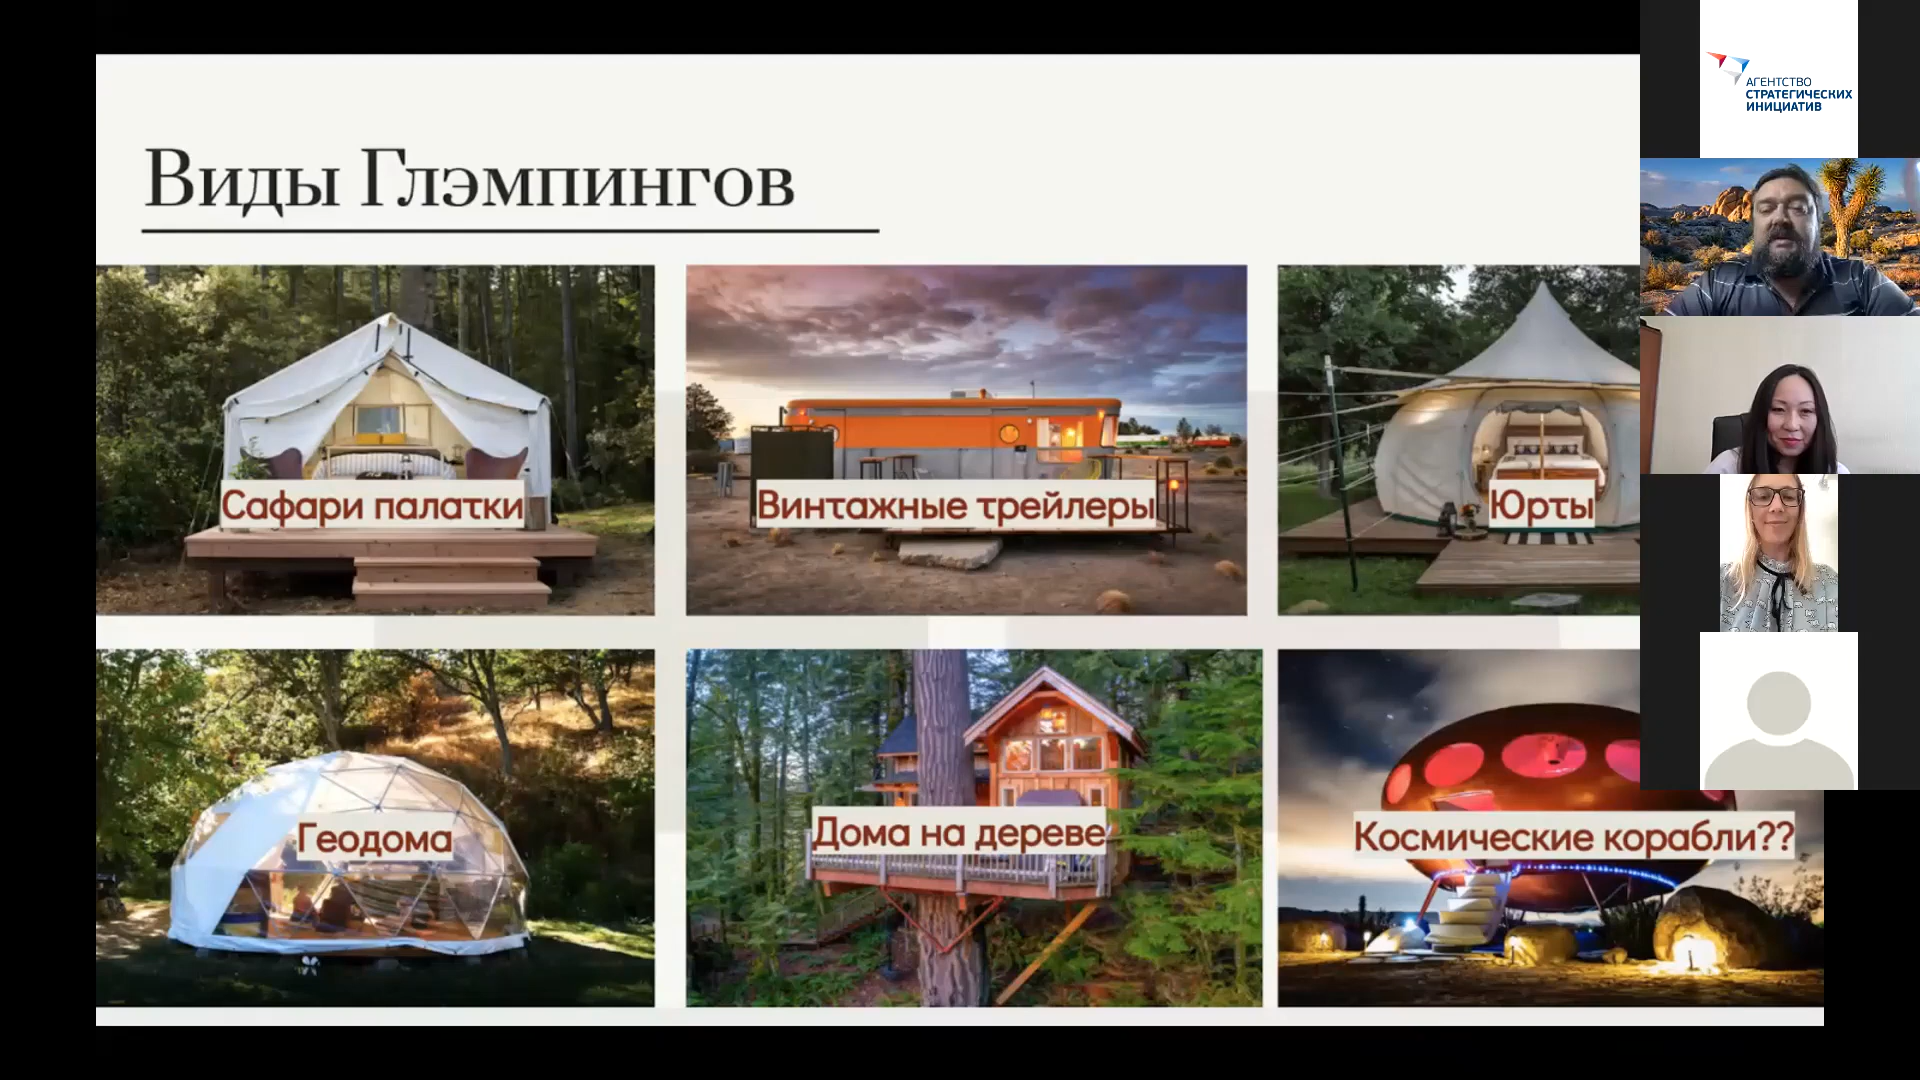 АГЕНТСТВО
СТРАТЕГИЧЕСКИХ
ИНИЦИАТИВ
Виды Глэмпингов
Сафари палатки
Винтажные трейлеры
Юрты
Геодома
Дома на дереве
Космические корабли??